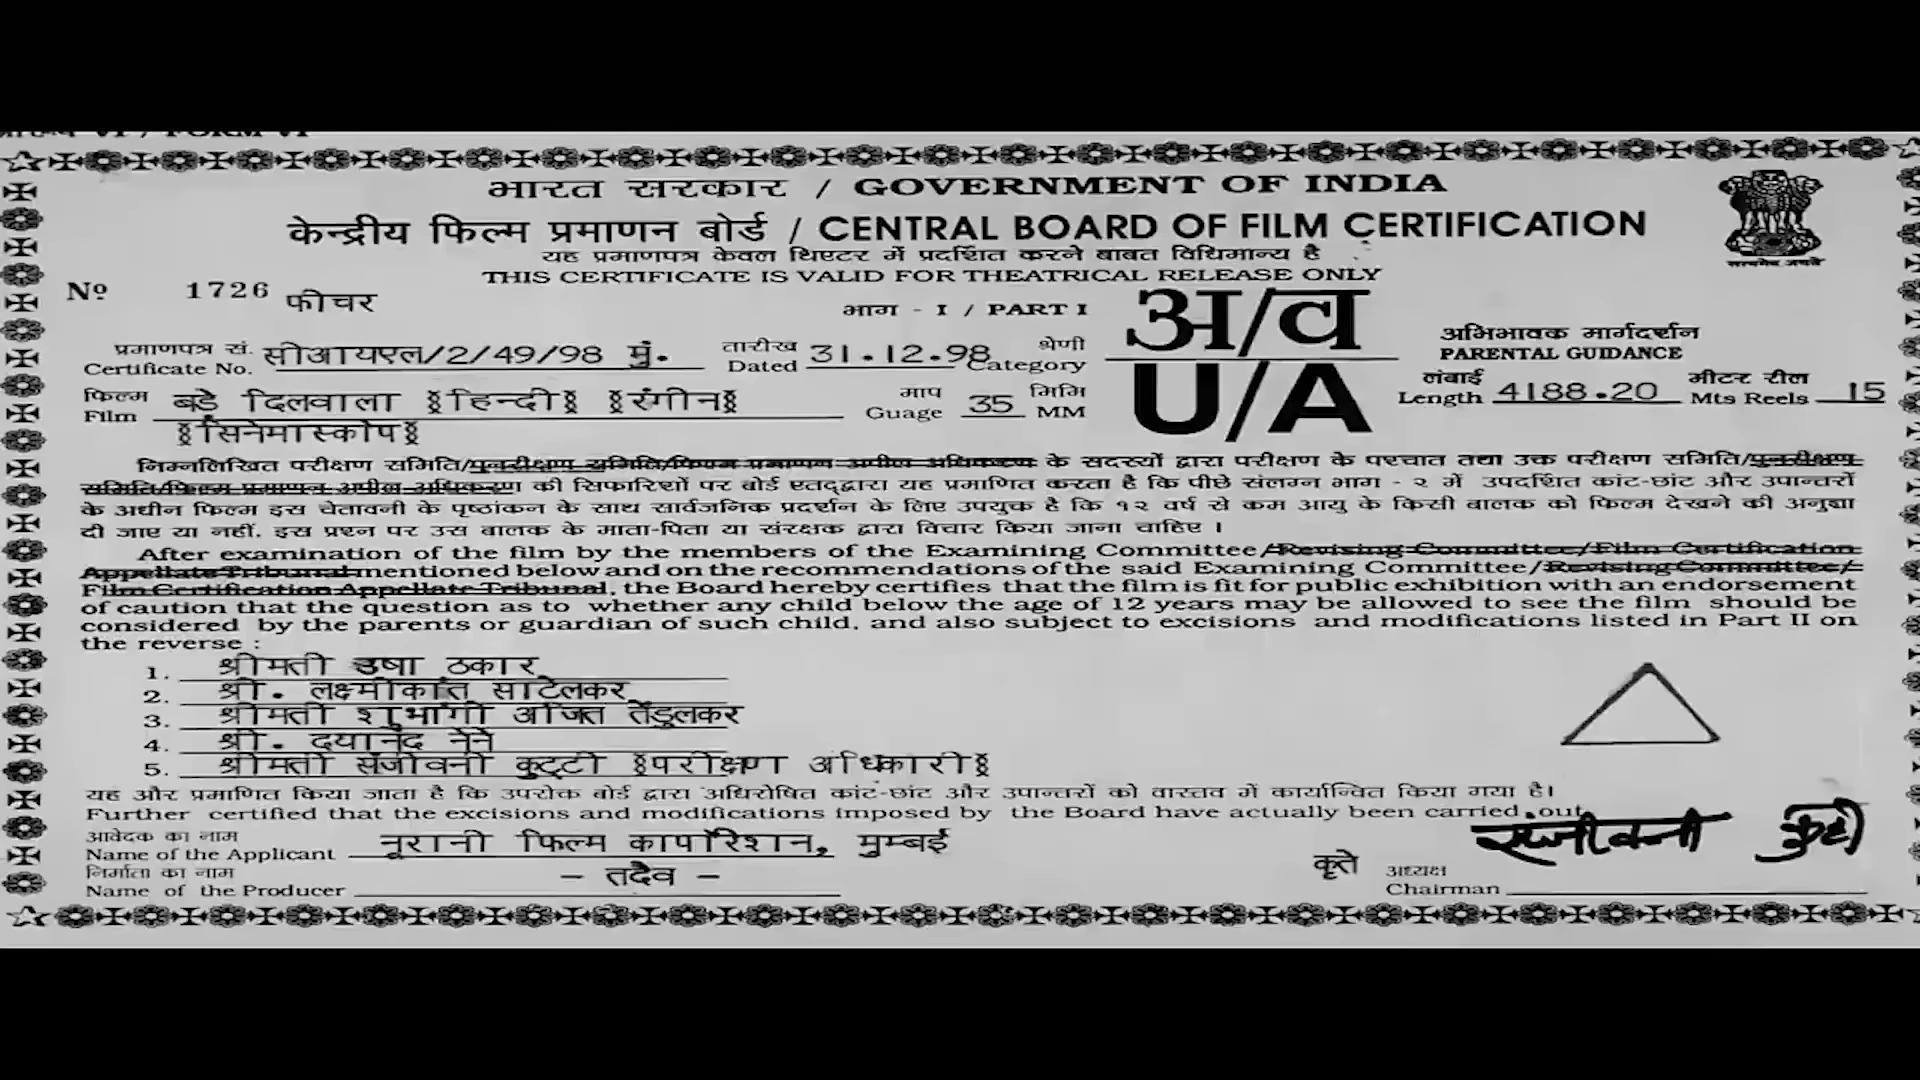 भारत सरकार / GOVERNMENT OF INDIA
केन्द्रीय फिल्म प्रमाणन बोर्ड / CENTRAL BOARD OF FILM CERTIFICATION
यह प्रमाणपत्र केवल थिएटर में प्रदर्शित करने बाबत विधिमान्य है
THIS CERTIFICATE IS VALID FOR THEATRICAL RELEASE ONLY
सत्यमेव जयते
Nº 1726 फीचर
भाग - I / PART I
अ/व
U/A
अभिभावक मार्गदर्शन
PARENTAL GUIDANCE
प्रमाणपत्र सं. सीआयएल/2/49/98 मुं. तारीख 31.12.98 श्रेणी
Certificate No. Dated Category
फिल्म बडे दिलवाला (हिन्दी) (रंगीन) माप 35 मिमि
Film Guage MM
लंबाई 4188.20 मीटर रील 15
Length Mts Reels
(सिनेमास्कोप)
निम्नलिखित परीक्षण समिति/पुनरीक्षण समिति/फिल्म प्रमाणन अपील अधिकरण के सदस्यों द्वारा परीक्षण के पश्चात तथा उक्त परीक्षण समिति/पुनरीक्षण
समिति/फिल्म प्रमाणन अपील अधिकरण की सिफारिशों पर बोर्ड एतद्द्वारा यह प्रमाणित करता है कि पीछे संलग्न भाग - २ में उपदर्शित कांट-छांट और उपान्तरों
के अधीन फिल्म इस चेतावनी के पृष्ठांकन के साथ सार्वजनिक प्रदर्शन के लिए उपयुक्त है कि १२ वर्ष से कम आयु के किसी बालक को फिल्म देखने की अनुज्ञा
दी जाए या नहीं. इस प्रश्न पर उस बालक के माता-पिता या संरक्षक द्वारा विचार किया जाना चाहिए ।
After examination of the film by the members of the Examining Committee/Revising Committee/Film Certification
Appellate Tribunal mentioned below and on the recommendations of the said Examining Committee/Revising Committee/
Film Certification Appellate Tribunal, the Board hereby certifies that the film is fit for public exhibition with an endorsement
of caution that the question as to whether any child below the age of 12 years may be allowed to see the film should be
considered by the parents or guardian of such child, and also subject to excisions and modifications listed in Part II on
the reverse :
1. श्रीमती उषा ठकार
2. श्री. लक्ष्मीकांत साटेलकर
3. श्रीमती शुभांगी अजित तेंडुलकर
4. श्री. दयानंद नेने
5. श्रीमती संजीवनी कुट्टी (परीक्षण अधिकारी)
यह और प्रमाणित किया जाता है कि उपरोक्त बोर्ड द्वारा अधिरोपित कांट-छांट और उपान्तरों को वास्तव में कार्यान्वित किया गया है।
Further certified that the excisions and modifications imposed by the Board have actually been carried out.
आवेदक का नाम नूरानी फिल्म कार्पोरेशन, मुम्बई
Name of the Applicant
निर्माता का नाम - तदैव -
Name of the Producer
संजीवनी कुट्टी
कृते अध्यक्ष
Chairman